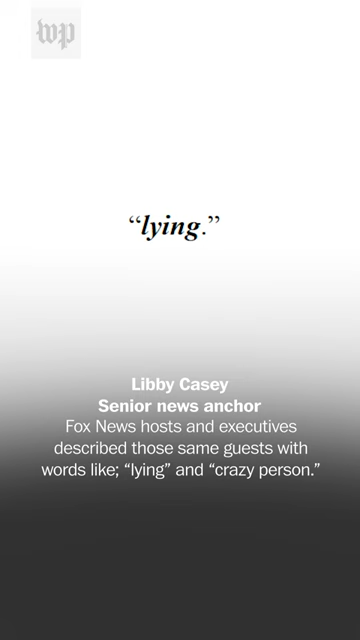 wp
“lying.”
Libby Casey
Senior news anchor
Fox News hosts and executives
described those same guests with
words like; “lying” and “crazy person.”